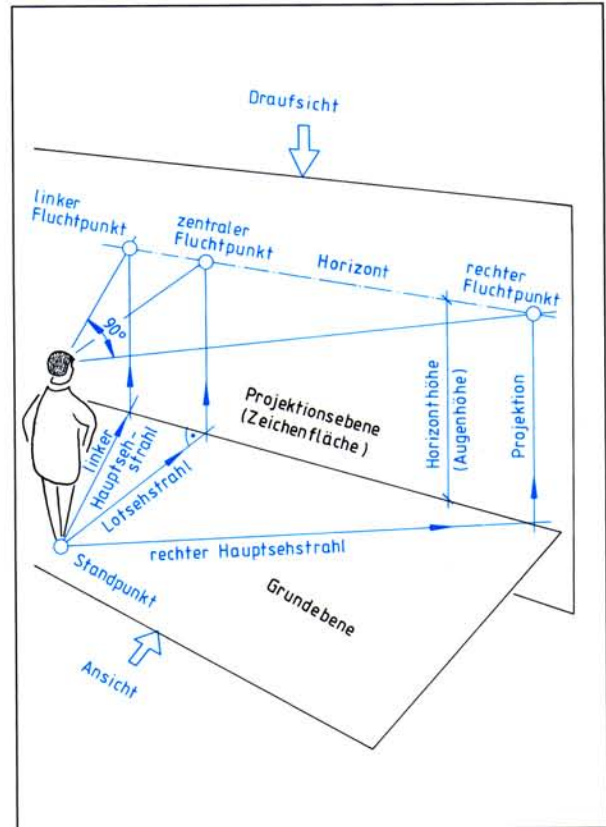 Draufsicht
linker
Fluchtpunkt
zentraler
Fluchtpunkt
Horizont
rechter
Fluchtpunkt
90°
Projektionsebene
(Zeichenfläche)
Horizonthöhe
(Augenhöhe)
Projektion
linker
Hauptseh-
strahl
Lotsehstrahl
rechter Hauptsehstrahl
Standpunkt
Grundebene
Ansicht